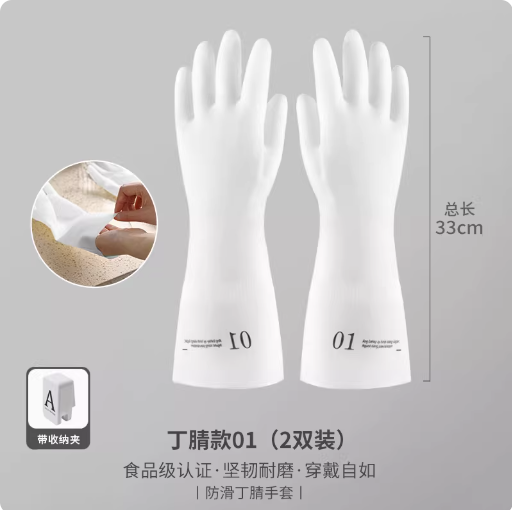 总长
33cm
01
01
A
带收纳夹
丁腈款01（2双装）
食品级认证·坚韧耐磨·穿戴自如
| 防滑丁腈手套 |